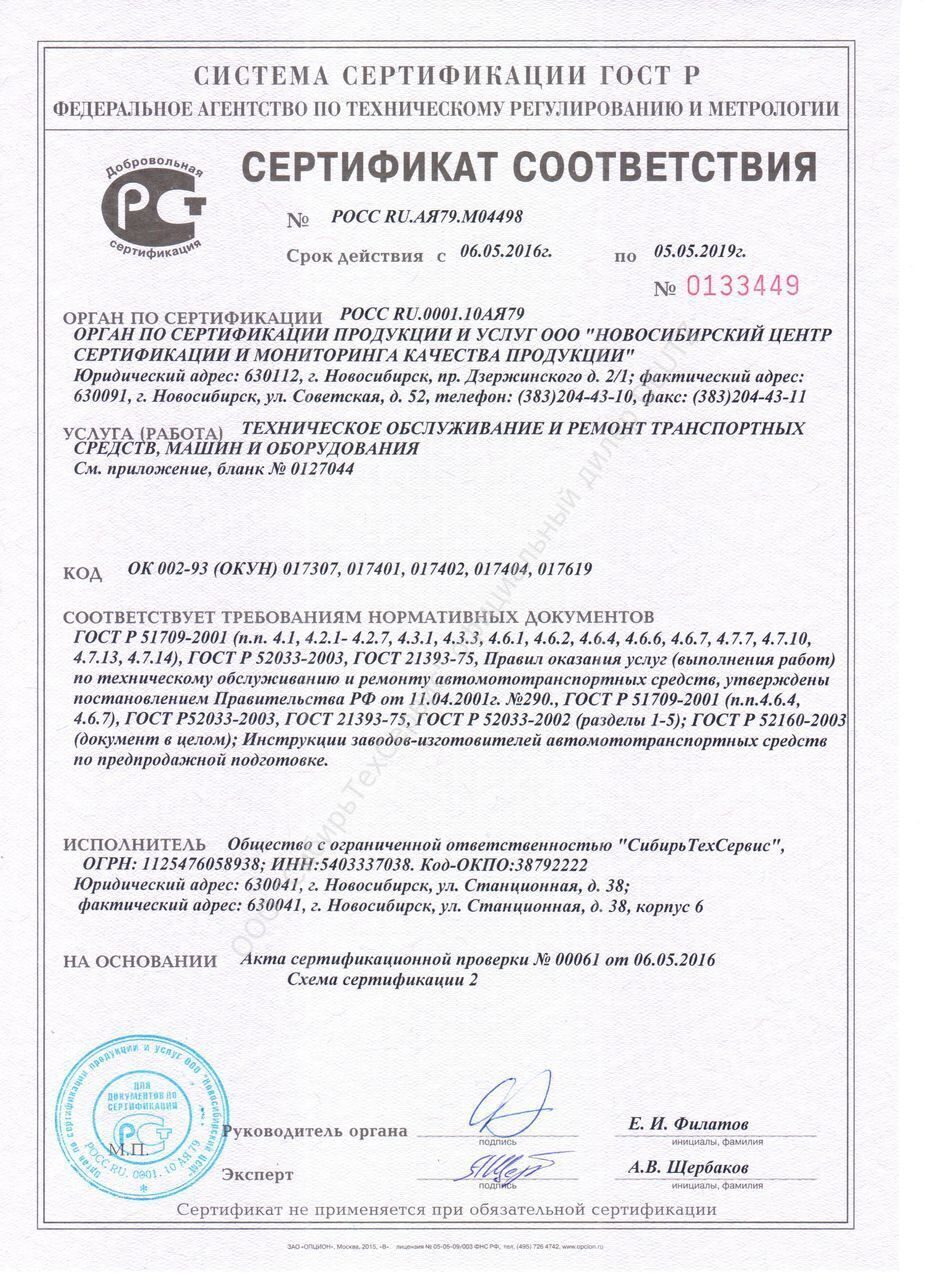 СИСТЕМА СЕРТИФИКАЦИИ ГОСТ Р
ФЕДЕРАЛЬНОЕ АГЕНТСТВО ПО ТЕХНИЧЕСКОМУ РЕГУЛИРОВАНИЮ И МЕТРОЛОГИИ
Добровольная
РСТ
сертификация
СЕРТИФИКАТ СООТВЕТСТВИЯ
№ РОСС RU.АЯ79.М04498
Срок действия с 06.05.2016г. по 05.05.2019г.
№ 0133449
ОРГАН ПО СЕРТИФИКАЦИИ РОСС RU.0001.10АЯ79
ОРГАН ПО СЕРТИФИКАЦИИ ПРОДУКЦИИ И УСЛУГ ООО "НОВОСИБИРСКИЙ ЦЕНТР
СЕРТИФИКАЦИИ И МОНИТОРИНГА КАЧЕСТВА ПРОДУКЦИИ"
Юридический адрес: 630112, г. Новосибирск, пр. Дзержинского д. 2/1; фактический адрес:
630091, г. Новосибирск, ул. Советская, д. 52, телефон: (383)204-43-10, факс: (383)204-43-11
УСЛУГА (РАБОТА) ТЕХНИЧЕСКОЕ ОБСЛУЖИВАНИЕ И РЕМОНТ ТРАНСПОРТНЫХ
СРЕДСТВ, МАШИН И ОБОРУДОВАНИЯ
См. приложение, бланк № 0127044
КОД ОК 002-93 (ОКУН) 017307, 017401, 017402, 017404, 017619
СООТВЕТСТВУЕТ ТРЕБОВАНИЯМ НОРМАТИВНЫХ ДОКУМЕНТОВ
ГОСТ Р 51709-2001 (п.п. 4.1, 4.2.1- 4.2.7, 4.3.1, 4.3.3, 4.6.1, 4.6.2, 4.6.4, 4.6.6, 4.6.7, 4.7.7, 4.7.10,
4.7.13, 4.7.14), ГОСТ Р 52033-2003, ГОСТ 21393-75, Правил оказания услуг (выполнения работ)
по техническому обслуживанию и ремонту автомототранспортных средств, утверждены
постановлением Правительства РФ от 11.04.2001г. №290., ГОСТ Р 51709-2001 (п.п.4.6.4,
4.6.7), ГОСТ Р52033-2003, ГОСТ 21393-75, ГОСТ Р 52033-2002 (разделы 1-5); ГОСТ Р 52160-2003
(документ в целом); Инструкции заводов-изготовителей автомототранспортных средств
по предпродажной подготовке.
ИСПОЛНИТЕЛЬ Общество с ограниченной ответственностью "СибирьТехСервис",
ОГРН: 1125476058938; ИНН:5403337038. Код-ОКПО:38792222
Юридический адрес: 630041, г. Новосибирск, ул. Станционная, д. 38;
фактический адрес: 630041, г. Новосибирск, ул. Станционная, д. 38, корпус 6
НА ОСНОВАНИИ Акта сертификационной проверки № 00061 от 06.05.2016
Схема сертификации 2
Орган по сертификации продукции и услуг ООО "Новосибирский
ДЛЯ
ДОКУМЕНТОВ ПО
СЕРТИФИКАЦИИ
РСТ
РОСС RU. 0001. 10 АЯ 79
М.П.
Руководитель органа
подпись
Е. И. Филатов
инициалы, фамилия
Эксперт
подпись
А.В. Щербаков
инициалы, фамилия
Сертификат не применяется при обязательной сертификации
ЗАО «ОПЦИОН», Москва, 2015, «В» лицензия № 05-05-09/003 ФНС РФ, тел. (495) 726 4742, www.opcion.ru